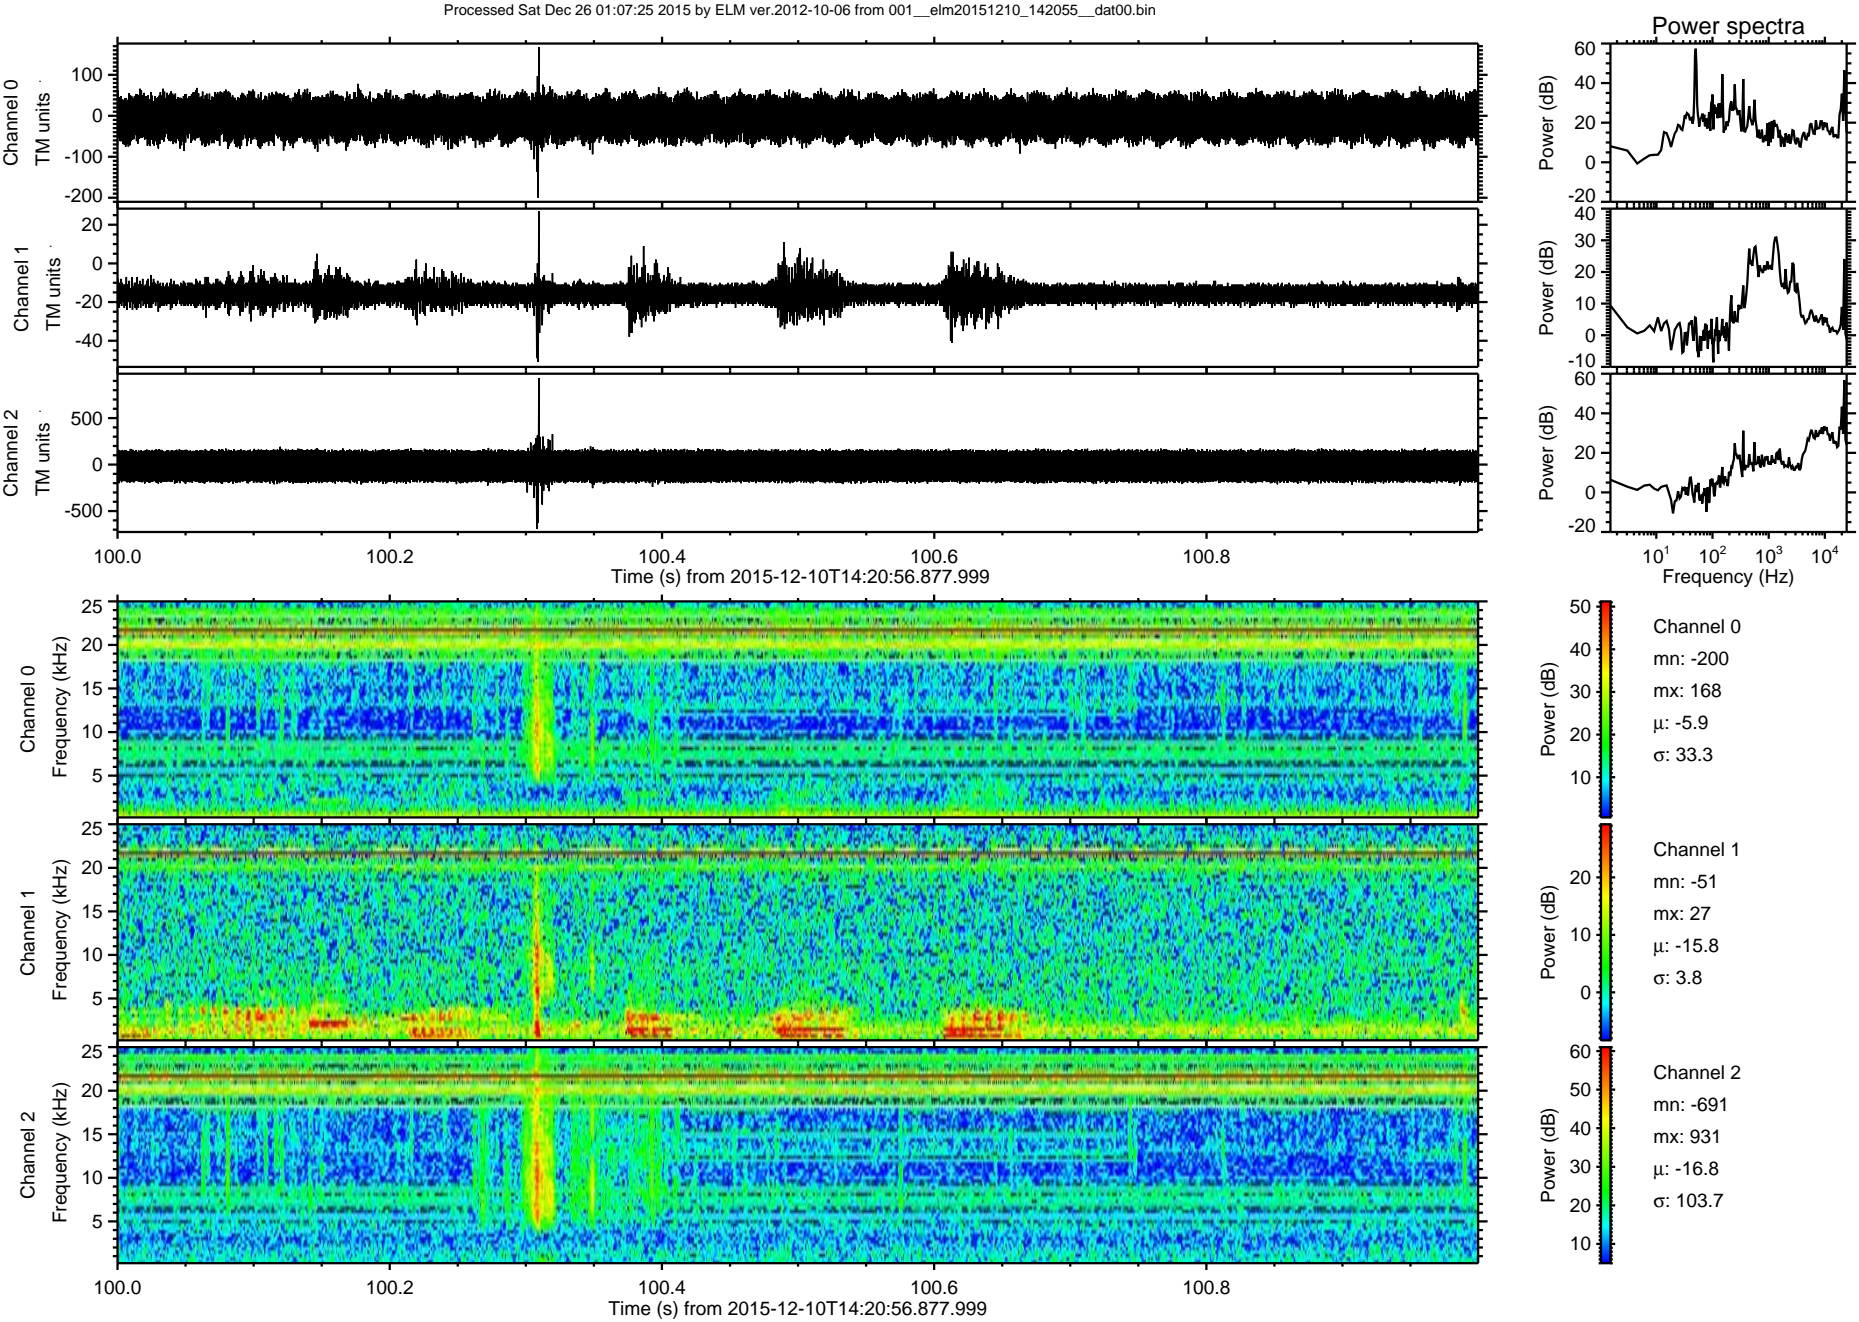 Processed Sat Dec 26 01:07:25 2015 by ELM ver.2012-10-06 from 001__elm20151210_142055__dat00.bin
Power spectra
Channel 0
TM units
100
0
-100
-200
Power (dB)
60
40
20
0
-20
Channel 1
TM units
20
0
-20
-40
Power (dB)
40
30
20
10
0
-10
Channel 2
TM units
500
0
-500
Power (dB)
60
40
20
0
-20
100.0 100.2 100.4 100.6 100.8
Time (s) from 2015-12-10T14:20:56.877.999
10¹ 10² 10³ 10⁴
Frequency (Hz)
Channel 0
Frequency (kHz)
25
20
15
10
5
Power (dB)
50
40
30
20
10
Channel 0
mn: -200
mx: 168
μ: -5.9
σ: 33.3
Channel 1
Frequency (kHz)
25
20
15
10
5
Power (dB)
20
10
0
Channel 1
mn: -51
mx: 27
μ: -15.8
σ: 3.8
Channel 2
Frequency (kHz)
25
20
15
10
5
Power (dB)
60
50
40
30
20
10
Channel 2
mn: -691
mx: 931
μ: -16.8
σ: 103.7
100.0 100.2 100.4 100.6 100.8
Time (s) from 2015-12-10T14:20:56.877.999